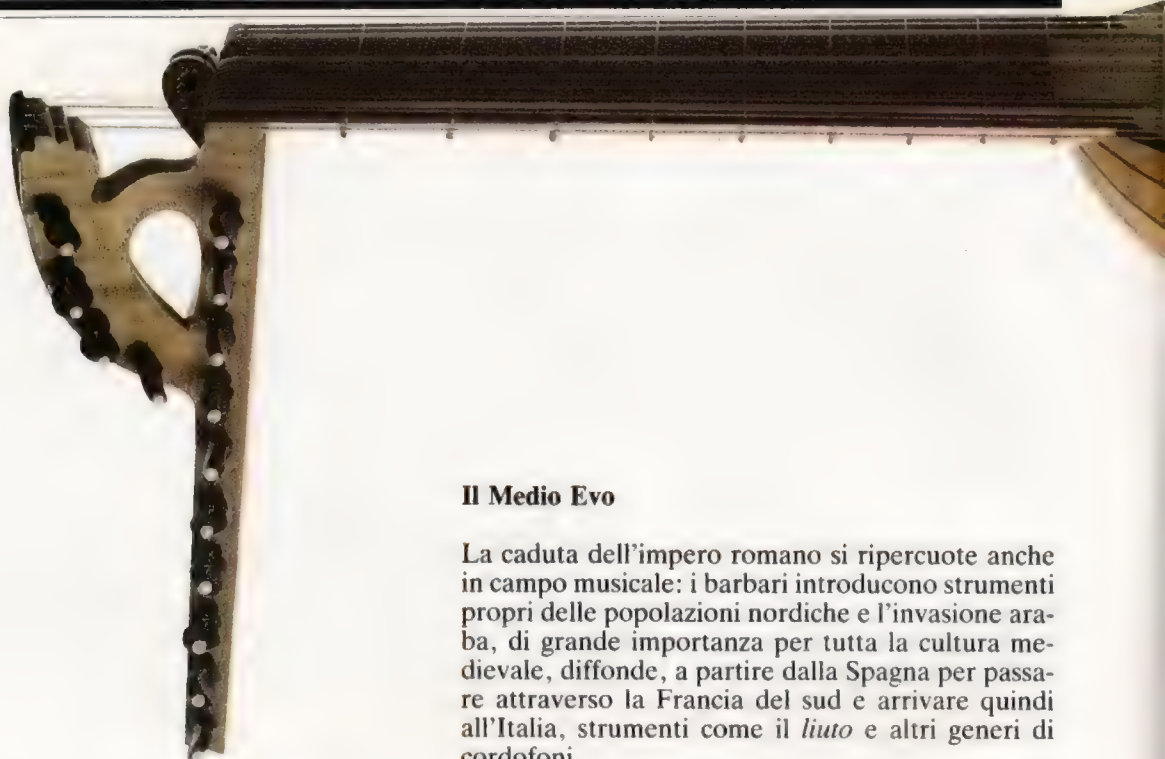 Il Medio Evo
La caduta dell'impero romano si ripercuote anche
in campo musicale: i barbari introducono strumenti
propri delle popolazioni nordiche e l'invasione ara-
ba, di grande importanza per tutta la cultura me-
dievale, diffonde, a partire dalla Spagna per passa-
re attraverso la Francia del sud e arrivare quindi
all'Italia, strumenti come il liuto e altri generi di
cordofoni